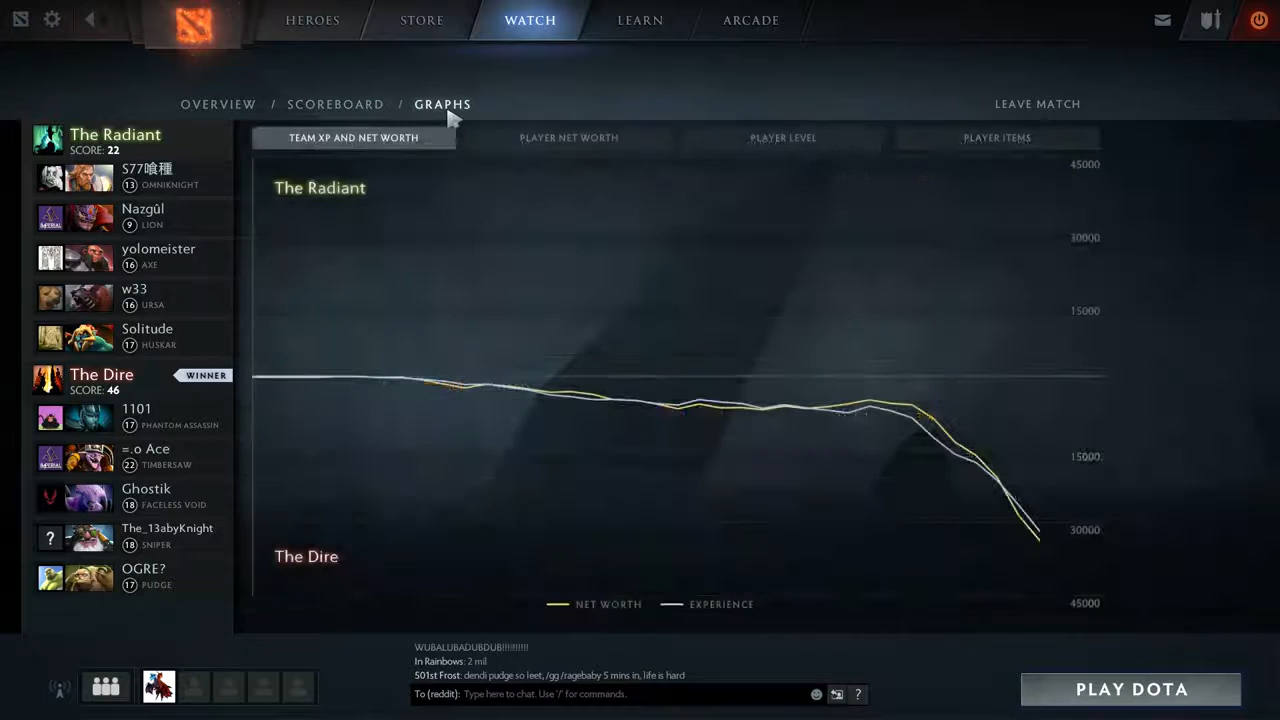 HEROES
STORE
WATCH
LEARN
ARCADE
OVERVIEW / SCOREBOARD / GRAPHS
LEAVE MATCH
The Radiant
SCORE: 22
S77喰種
13 OMNIKNIGHT
IMPERIAL
Nazgûl
9 LION
yolomeister
16 AXE
w33
16 URSA
Solitude
17 HUSKAR
The Dire
SCORE: 46
WINNER
1101
17 PHANTOM ASSASSIN
IMPERIAL
=.o Ace
22 TIMBERSAW
Ghostik
18 FACELESS VOID
?
The_13abyKnight
18 SNIPER
OGRE?
17 PUDGE
TEAM XP AND NET WORTH
PLAYER NET WORTH
PLAYER LEVEL
PLAYER ITEMS
The Radiant
45000
30000
15000
15000
30000
45000
The Dire
NET WORTH
EXPERIENCE
WUBALUBADUBDUB!!!!!!!!!!
In Rainbows: 2 mil
501st Frost: dendi pudge so leet, /gg /ragebaby 5 mins in, life is hard
To (reddit): Type here to chat. Use '/' for commands.
?
PLAY DOTA